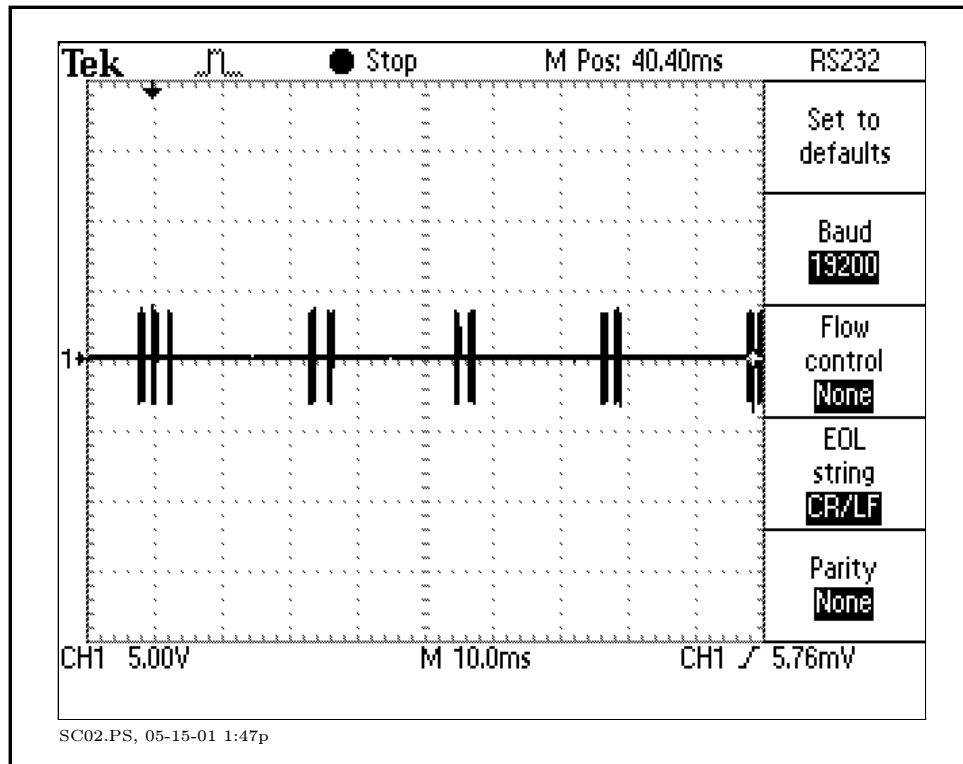 Tek Stop M Pos: 40.40ms RS232
Set to
defaults
Baud
19200
Flow
control
None
EOL
string
CR/LF
Parity
None
1
CH1 5.00V M 10.0ms CH1 5.76mV
SC02.PS, 05-15-01 1:47p